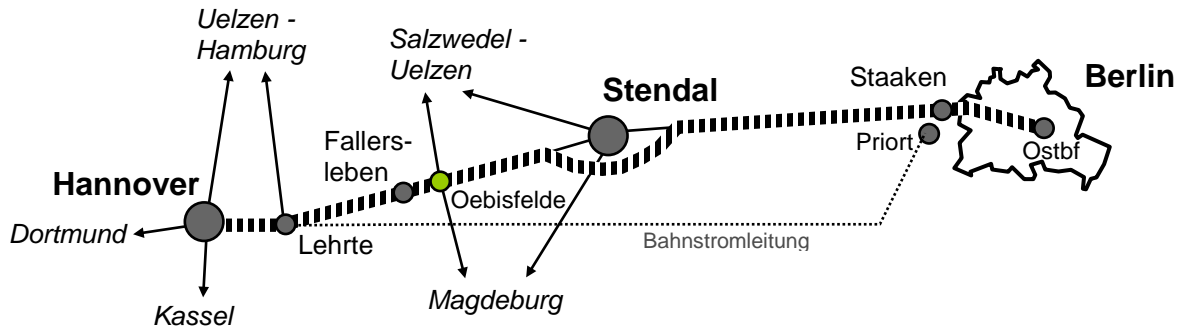 Uelzen -
Hamburg
Salzwedel -
Uelzen
Stendal
Staaken
Berlin
Fallers-
leben
Priort
Ostbf
Hannover
Oebisfelde
Dortmund
Lehrte
Bahnstromleitung
Magdeburg
Kassel